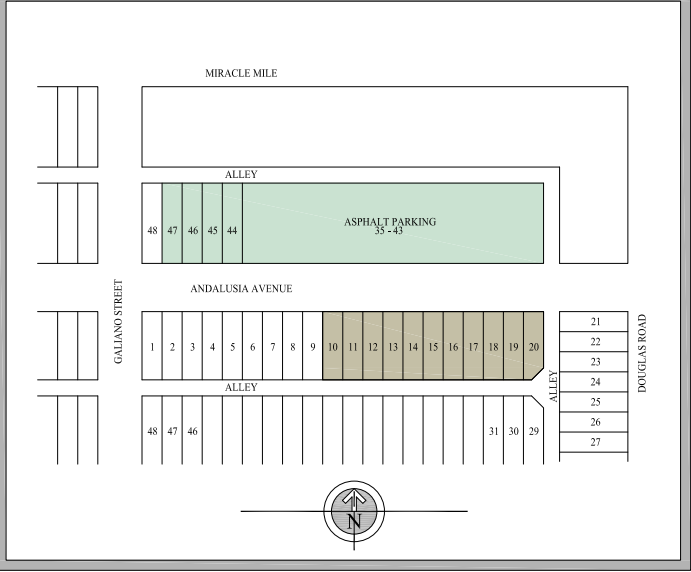 MIRACLE MILE
ALLEY
48 47 46 45 44
ASPHALT PARKING
35 - 43
GALIANO STREET
ANDALUSIA AVENUE
1 2 3 4 5 6 7 8 9 10 11 12 13 14 15 16 17 18 19 20
21
22
23
24
25
26
27
DOUGLAS ROAD
ALLEY
ALLEY
48 47 46 31 30 29
N